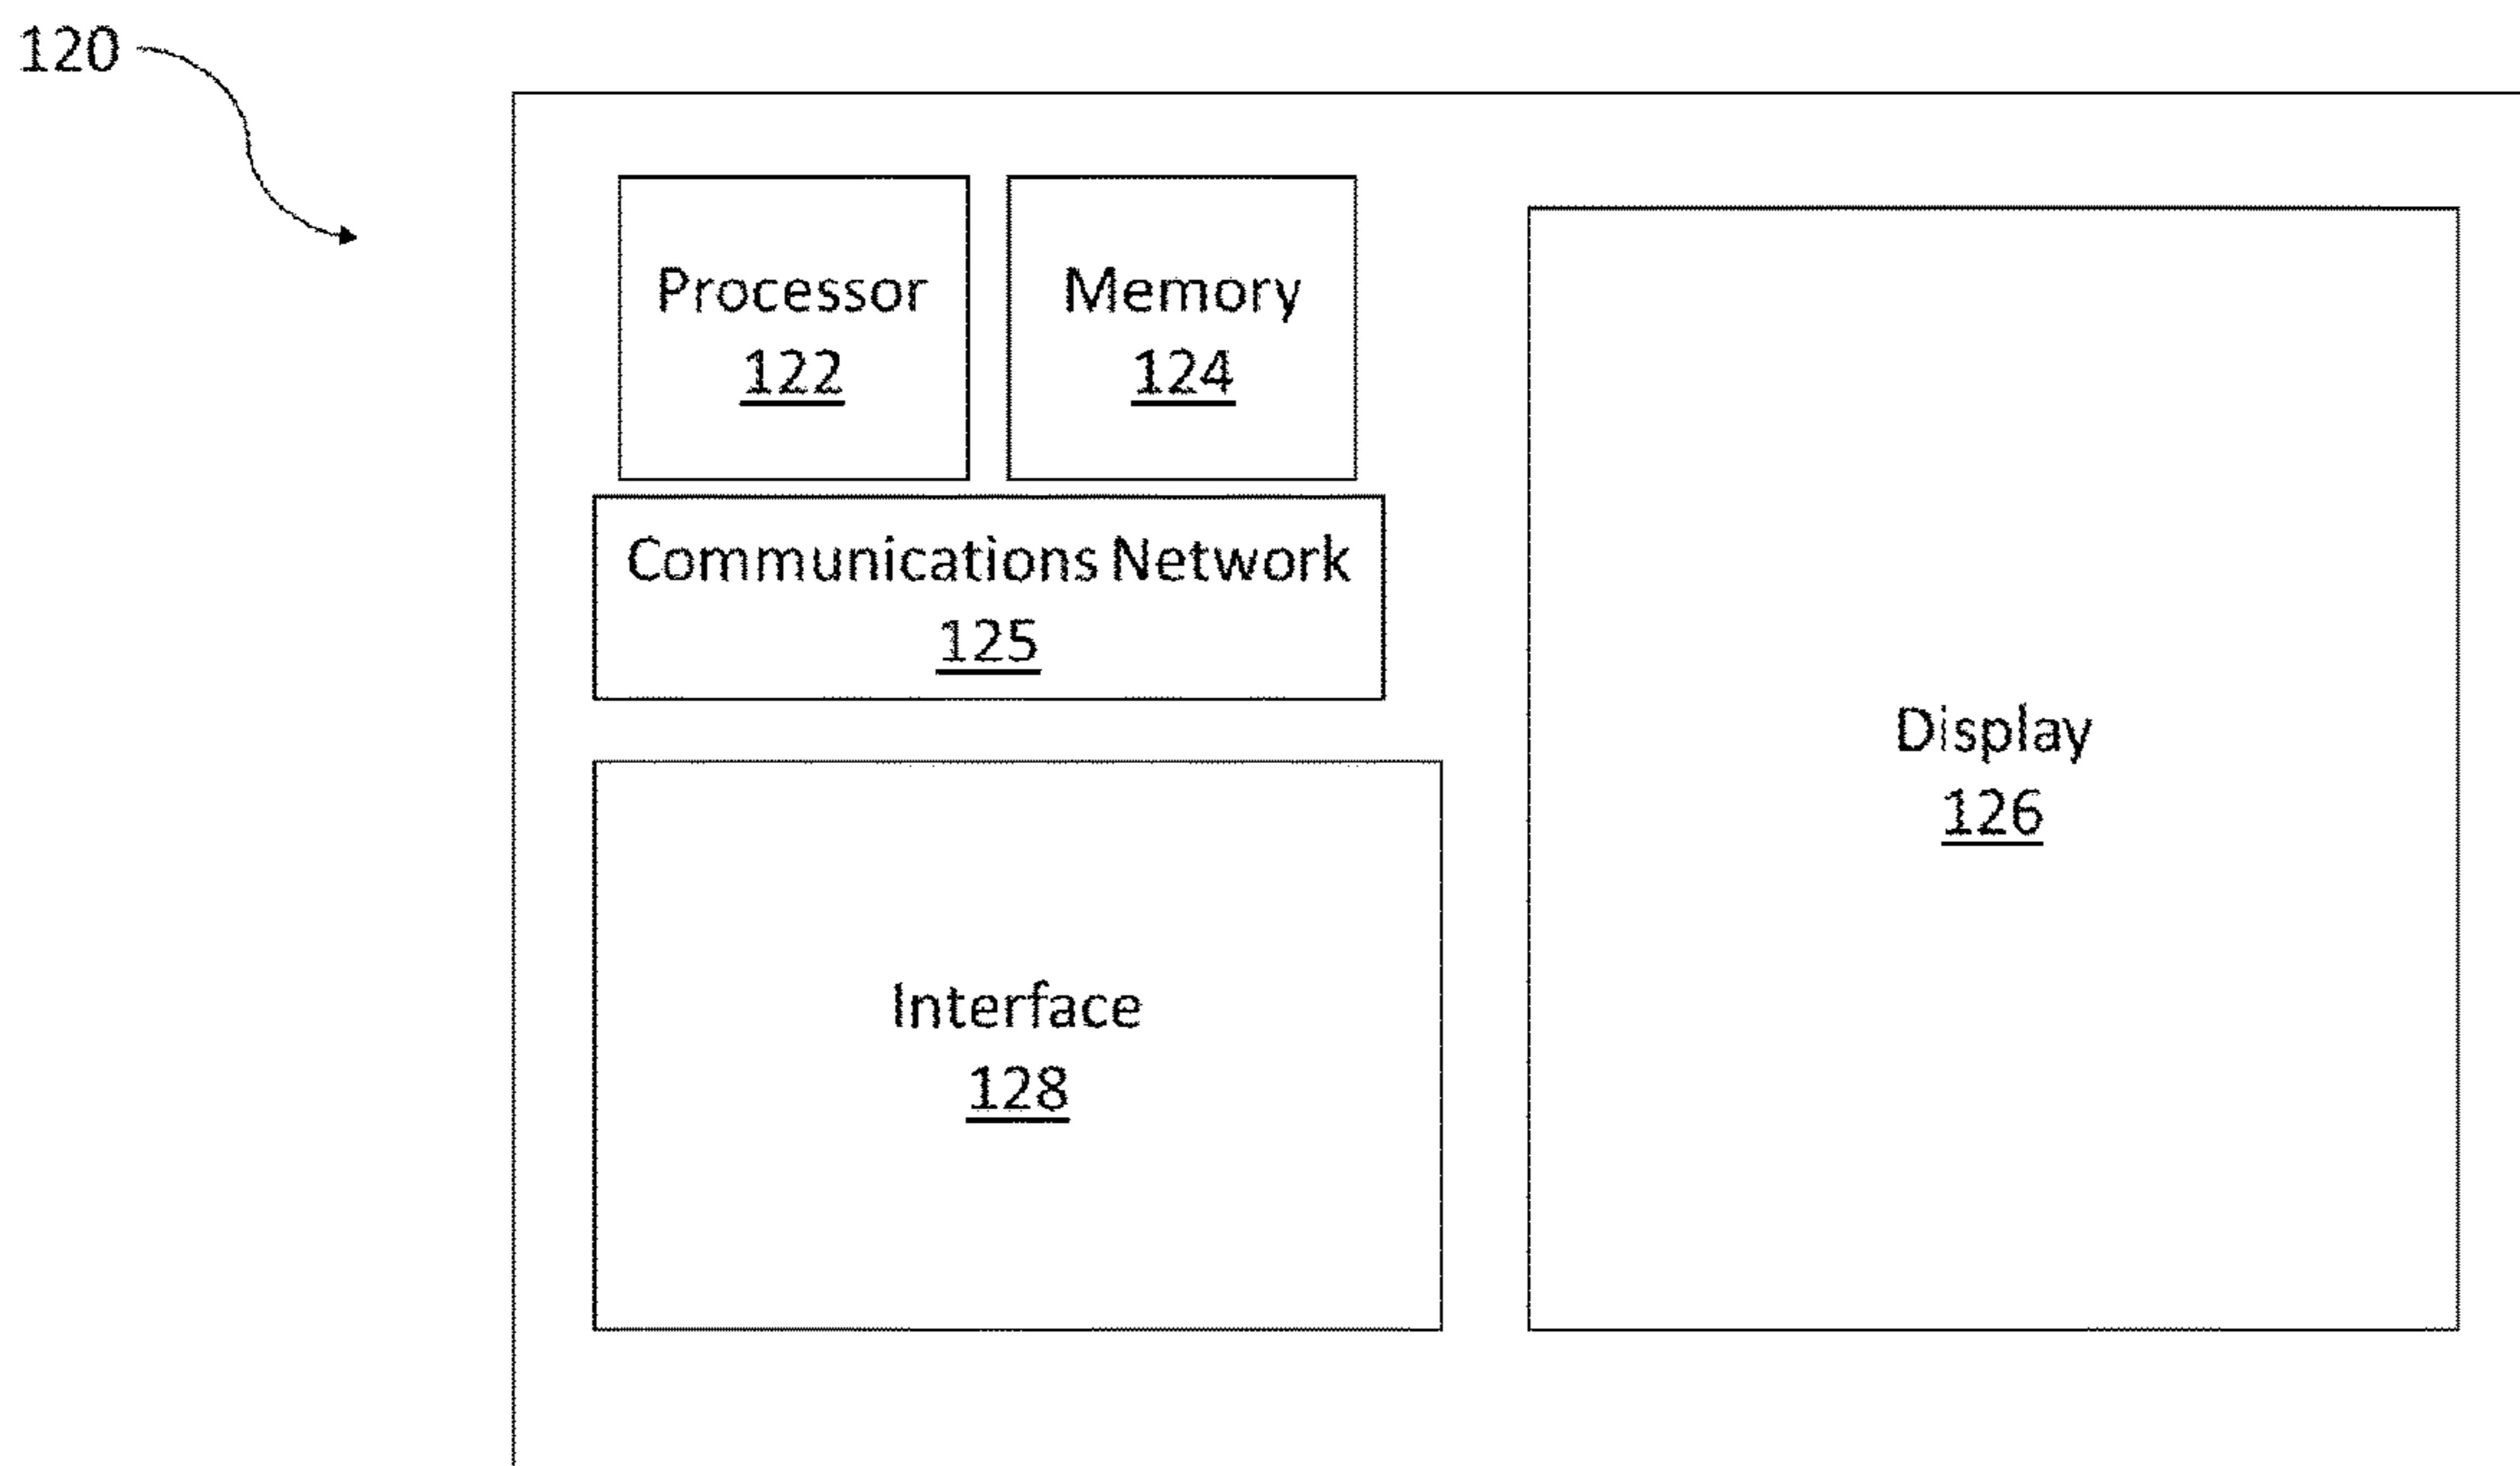 120
Processor
122
Memory
124
Communications Network
125
Display
126
Interface
128